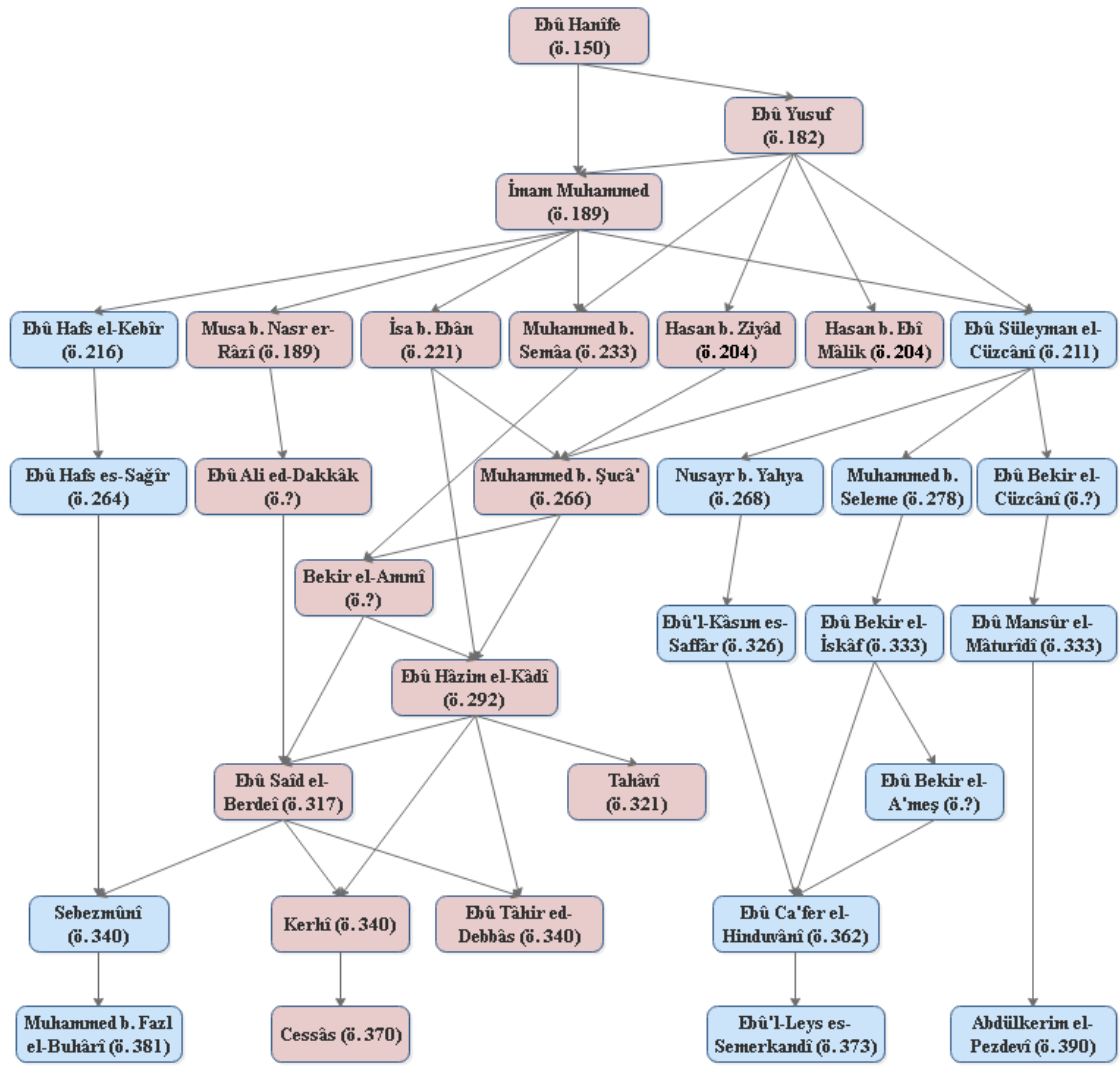 Ebû Hanîfe
(ö. 150)
Ebû Yusuf
(ö. 182)
İmam Muhammed
(ö. 189)
Ebû Hafs el-Kebîr
(ö. 216)
Musa b. Nasr er-
Râzî (ö. 189)
İsa b. Ebân
(ö. 221)
Muhammed b.
Semâa (ö. 233)
Hasan b. Ziyâd
(ö. 204)
Hasan b. Ebî
Mâlik (ö. 204)
Ebû Süleyman el-
Cüzcânî (ö. 211)
Ebû Hafs es-Sağîr
(ö. 264)
Ebû Ali ed-Dakkâk
(ö.?)
Muhammed b. Şucâ'
(ö. 266)
Nusayr b. Yahya
(ö. 268)
Muhammed b.
Seleme (ö. 278)
Ebû Bekir el-
Cüzcânî (ö.?)
Bekir el-Ammî
(ö.?)
Ebû'l-Kâsım es-
Saffâr (ö. 326)
Ebû Bekir el-
İskâf (ö. 333)
Ebû Mansûr el-
Mâturîdî (ö. 333)
Ebû Hâzim el-Kâdî
(ö. 292)
Ebû Saîd el-
Berdeî (ö. 317)
Tahâvî
(ö. 321)
Ebû Bekir el-
A'meş (ö.?)
Sebezmûnî
(ö. 340)
Kerhî (ö. 340)
Ebû Tâhir ed-
Debbâs (ö. 340)
Ebû Ca'fer el-
Hinduvânî (ö. 362)
Muhammed b. Fazl
el-Buhârî (ö. 381)
Cessâs (ö. 370)
Ebû'l-Leys es-
Semerkandî (ö. 373)
Abdülkerim el-
Pezdevî (ö. 390)